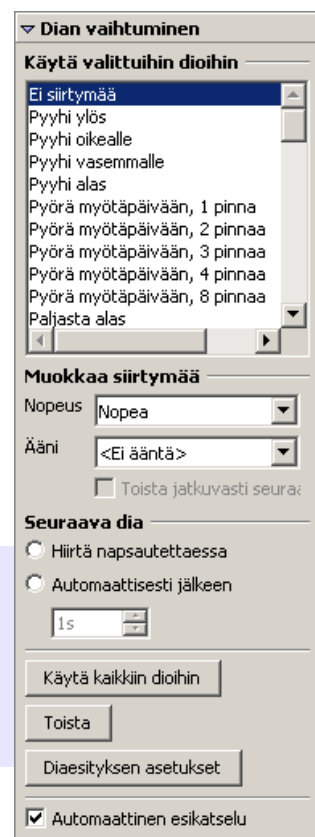 Dian vaihtuminen
Käytä valittuihin dioihin
Ei siirtymää
Pyyhi ylös
Pyyhi oikealle
Pyyhi vasemmalle
Pyyhi alas
Pyörä myötäpäivään, 1 pinna
Pyörä myötäpäivään, 2 pinnaa
Pyörä myötäpäivään, 3 pinnaa
Pyörä myötäpäivään, 4 pinnaa
Pyörä myötäpäivään, 8 pinnaa
Paljasta alas
Muokkaa siirtymää
Nopeus Nopea
Ääni <Ei ääntä>
Toista jatkuvasti seuraa
Seuraava dia
Hiirtä napsautettaessa
Automaattisesti jälkeen
1s
Käytä kaikkiin dioihin
Toista
Diaesityksen asetukset
Automaattinen esikatselu